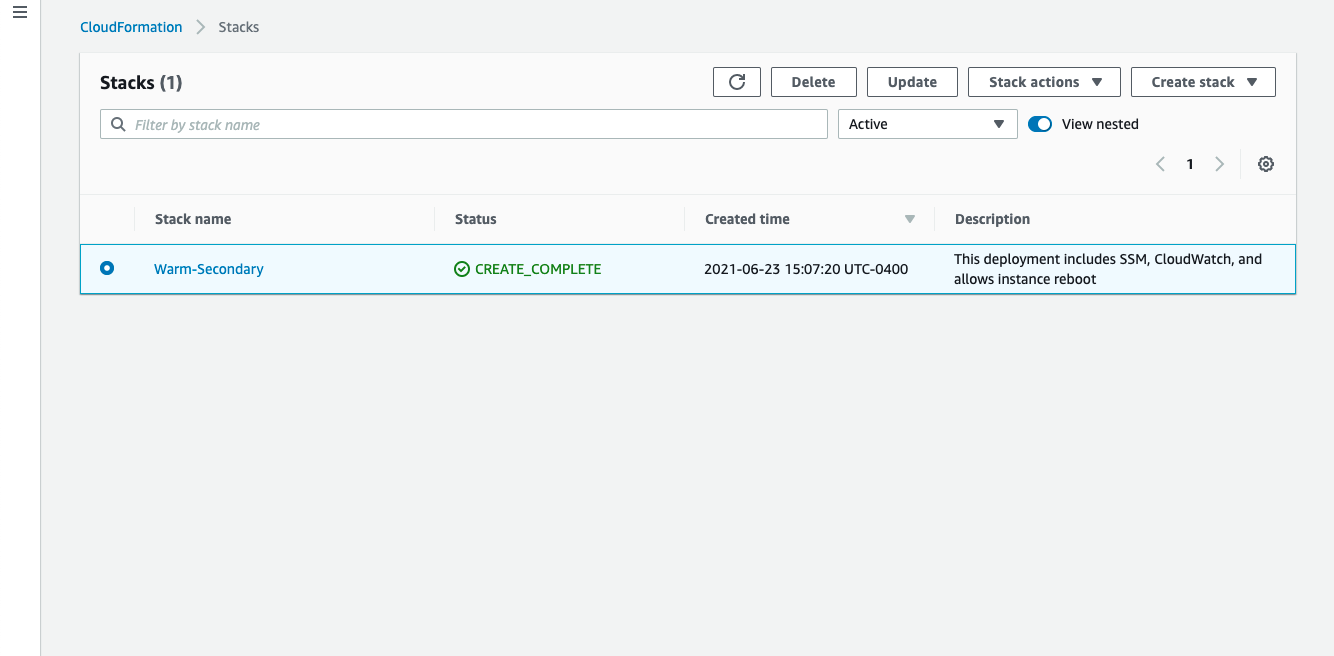 CloudFormation > Stacks
Stacks (1)
Delete
Update
Stack actions
Create stack
Filter by stack name
Active
View nested
1
Stack name
Status
Created time
Description
Warm-Secondary
CREATE_COMPLETE
2021-06-23 15:07:20 UTC-0400
This deployment includes SSM, CloudWatch, and
allows instance reboot